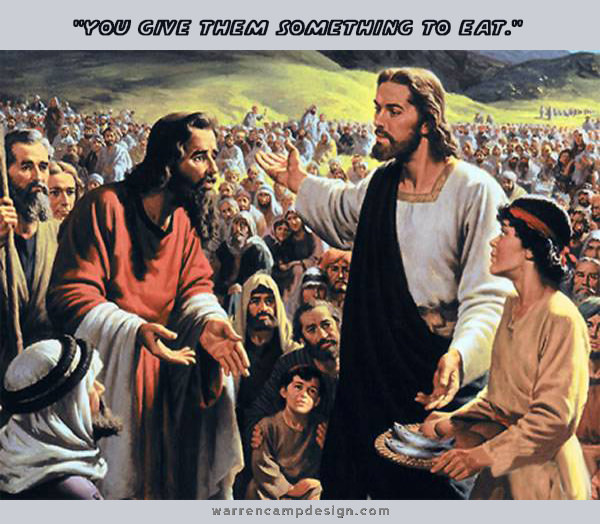 "YOU GIVE THEM SOMETHING TO EAT."
warrencampdesign.com